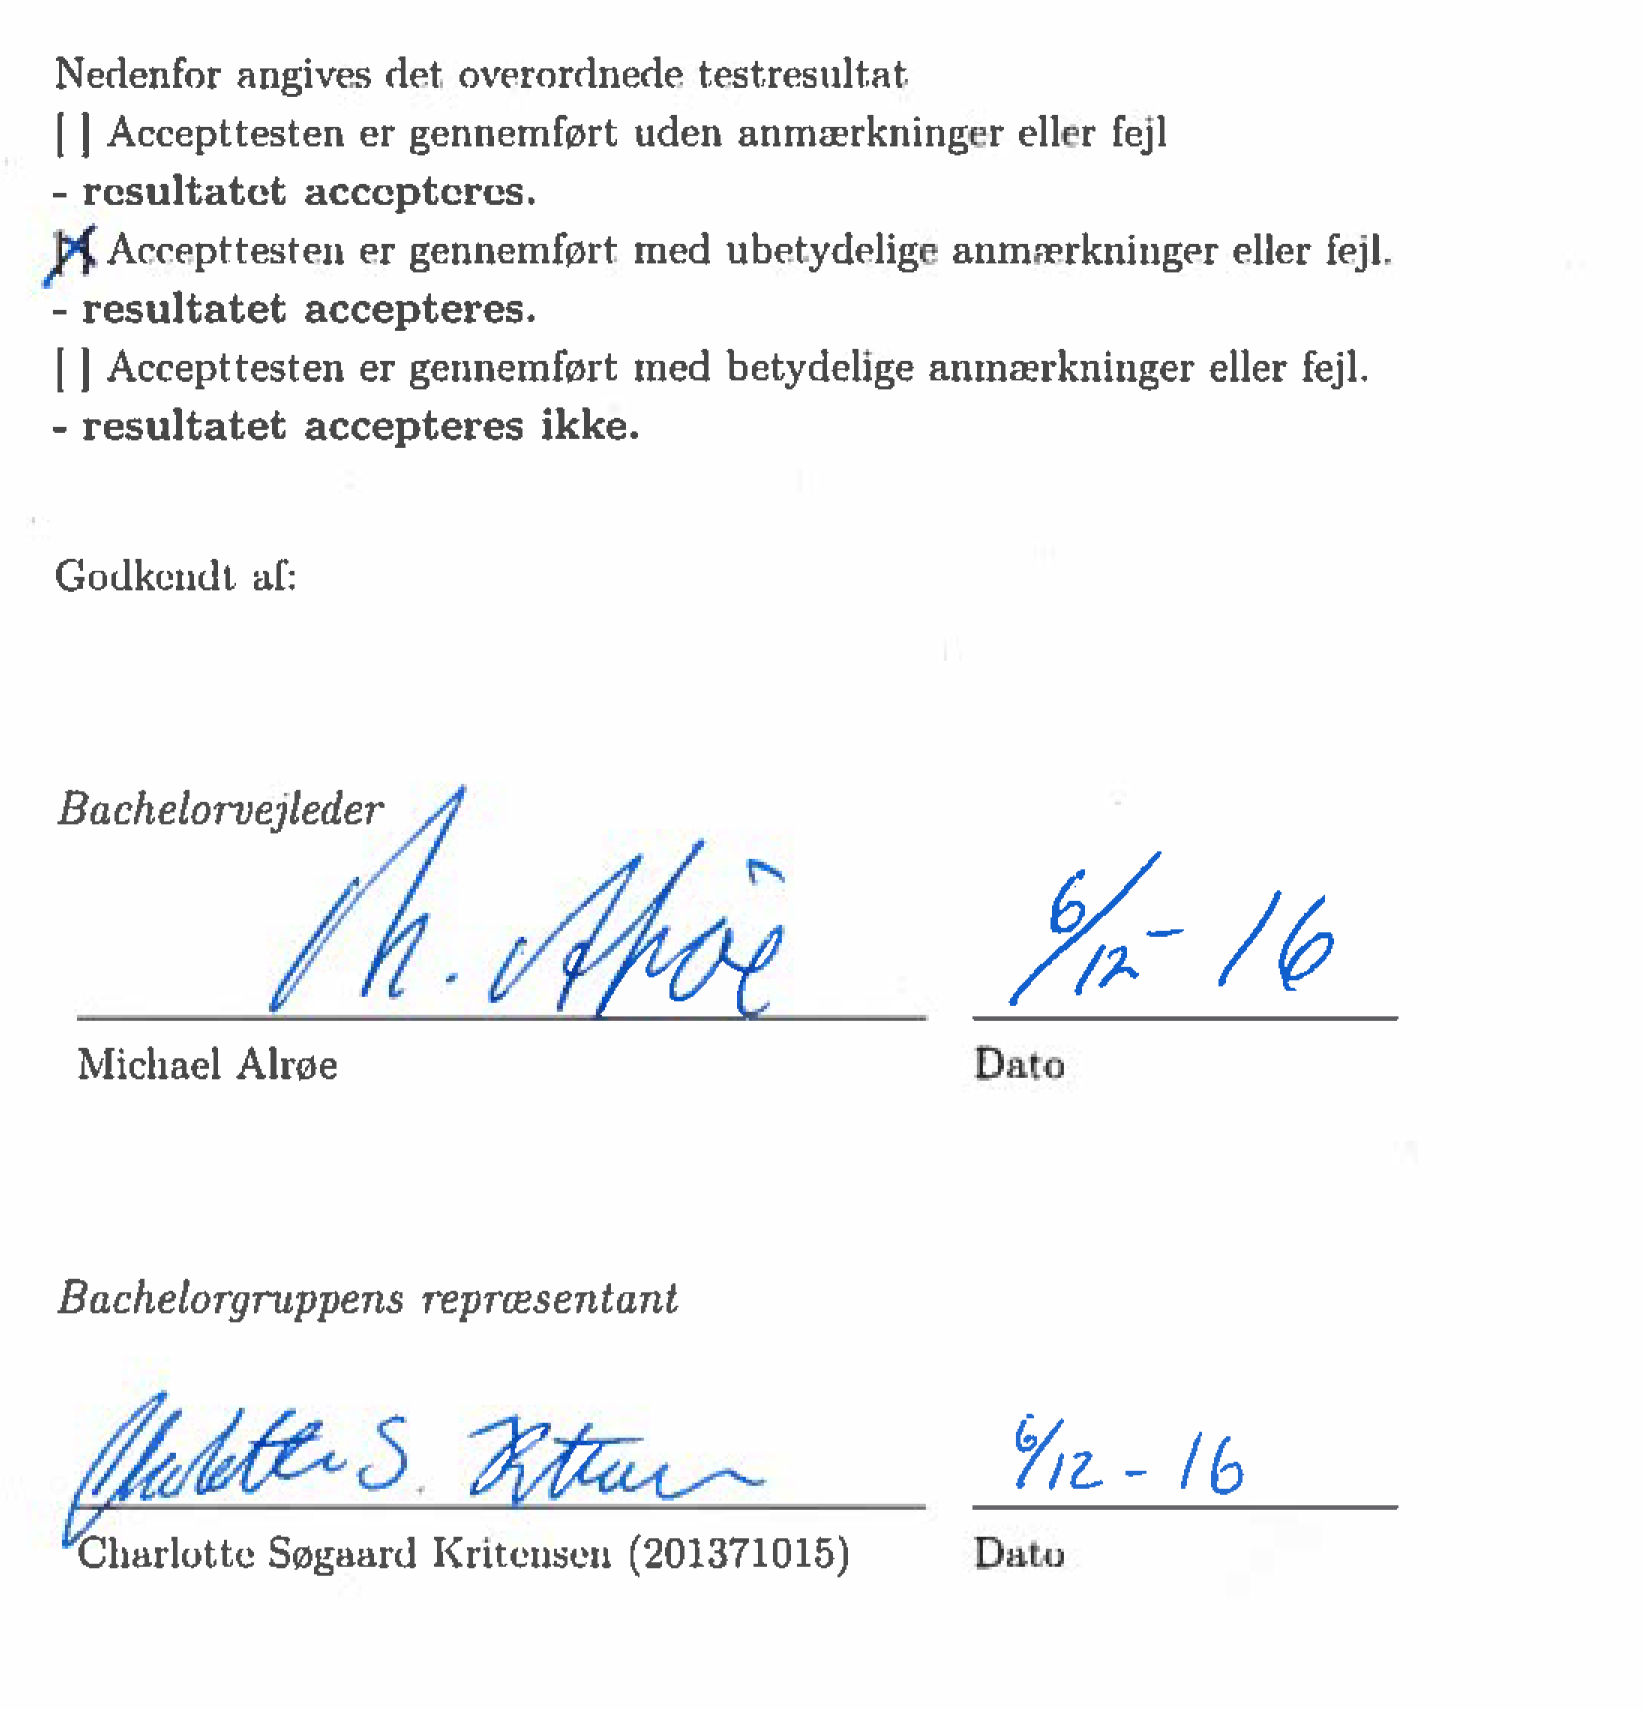 Nedenfor angives det overordnede testresultat
[ ] Accepttesten er gennemført uden anmærkninger eller fejl
- resultatet accepteres.
[X] Accepttesten er gennemført med ubetydelige anmærkninger eller fejl.
- resultatet accepteres.
[ ] Accepttesten er gennemført med betydelige anmærkninger eller fejl.
- resultatet accepteres ikke.
Godkendt af:
Bachelorvejleder
M. Alrøe 6/12 - 16
Michael Alrøe Dato
Bachelorgruppens repræsentant
Charlotte S. 6/12 - 16
Charlotte Søgaard Kritensen (201371015) Dato